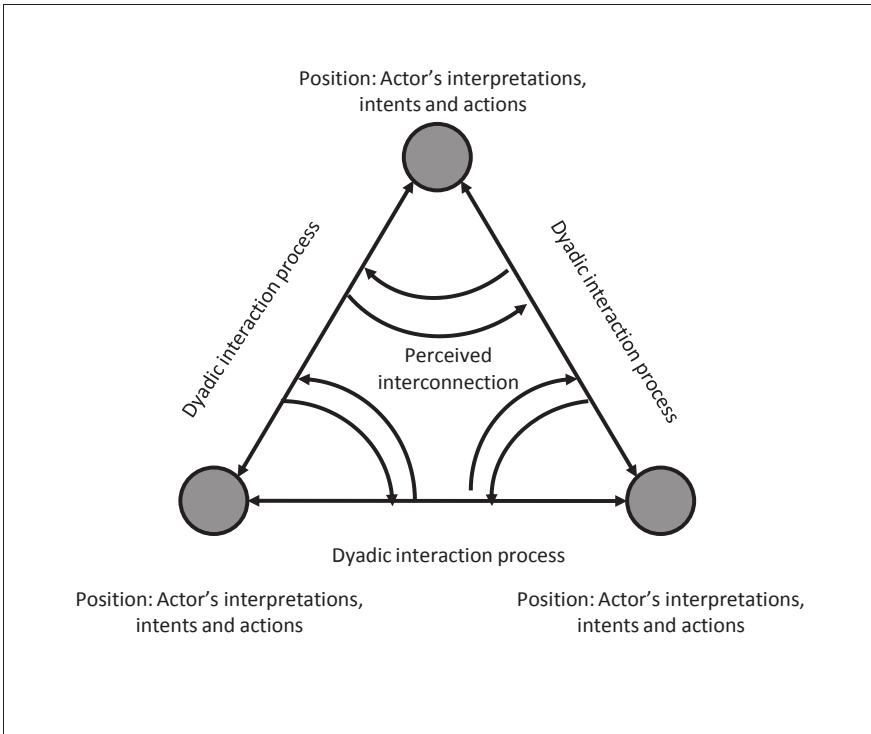 Position: Actor's interpretations,
intents and actions
Dyadic interaction process
Dyadic interaction process
Perceived
interconnection
Dyadic interaction process
Position: Actor's interpretations,
intents and actions
Position: Actor's interpretations,
intents and actions